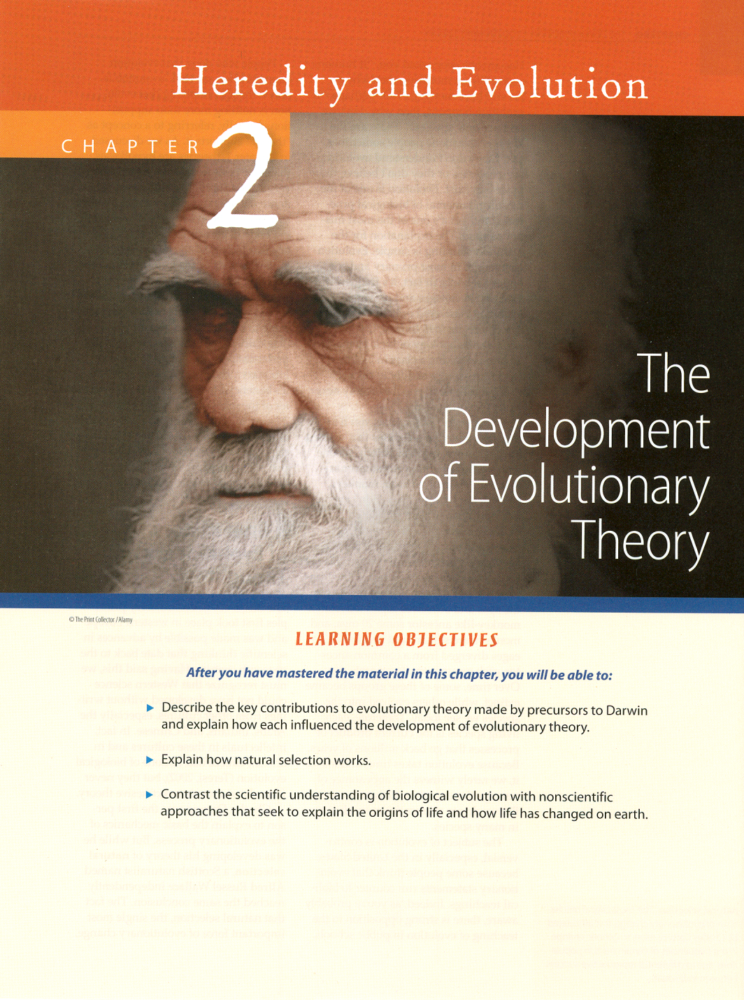 Heredity and Evolution
CHAPTER 2
The
Development
of Evolutionary
Theory
© The Print Collector / Alamy
LEARNING OBJECTIVES
After you have mastered the material in this chapter, you will be able to:
▶ Describe the key contributions to evolutionary theory made by precursors to Darwin
and explain how each influenced the development of evolutionary theory.
▶ Explain how natural selection works.
▶ Contrast the scientific understanding of biological evolution with nonscientific
approaches that seek to explain the origins of life and how life has changed on earth.